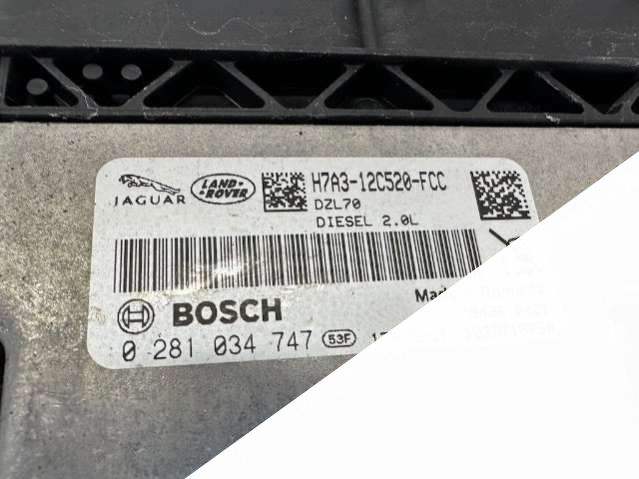 JAGUAR
LAND-
-ROVER
H7A3-12C520-FCC
DZL70
DIESEL 2.0L
BOSCH
0 281 034 747 53F